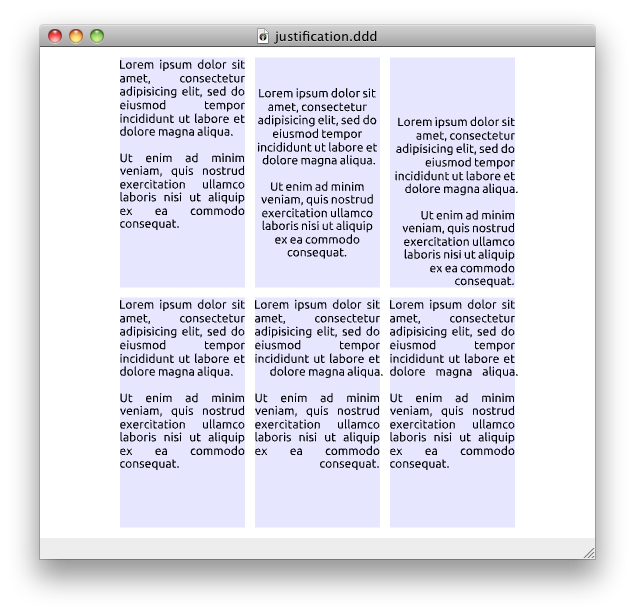 justification.ddd
Lorem ipsum dolor sit
amet, consectetur
adipisicing elit, sed do
eiusmod tempor
incididunt ut labore et
dolore magna aliqua.
Ut enim ad minim
veniam, quis nostrud
exercitation ullamco
laboris nisi ut aliquip
ex ea commodo
consequat.
Lorem ipsum dolor sit
amet, consectetur
adipisicing elit, sed do
eiusmod tempor
incididunt ut labore et
dolore magna aliqua.
Ut enim ad minim
veniam, quis nostrud
exercitation ullamco
laboris nisi ut aliquip
ex ea commodo
consequat.
Lorem ipsum dolor sit
amet, consectetur
adipisicing elit, sed do
eiusmod tempor
incididunt ut labore et
dolore magna aliqua.
Ut enim ad minim
veniam, quis nostrud
exercitation ullamco
laboris nisi ut aliquip
ex ea commodo
consequat.
Lorem ipsum dolor sit
amet, consectetur
adipisicing elit, sed do
eiusmod tempor
incididunt ut labore et
dolore magna aliqua.
Ut enim ad minim
veniam, quis nostrud
exercitation ullamco
laboris nisi ut aliquip
ex ea commodo
consequat.
Lorem ipsum dolor sit
amet, consectetur
adipisicing elit, sed do
eiusmod tempor
incididunt ut labore et
dolore magna aliqua.
Ut enim ad minim
veniam, quis nostrud
exercitation ullamco
laboris nisi ut aliquip
ex ea commodo
consequat.
Lorem ipsum dolor sit
amet, consectetur
adipisicing elit, sed do
eiusmod tempor
incididunt ut labore et
dolore magna aliqua.
Ut enim ad minim
veniam, quis nostrud
exercitation ullamco
laboris nisi ut aliquip
ex ea commodo
consequat.